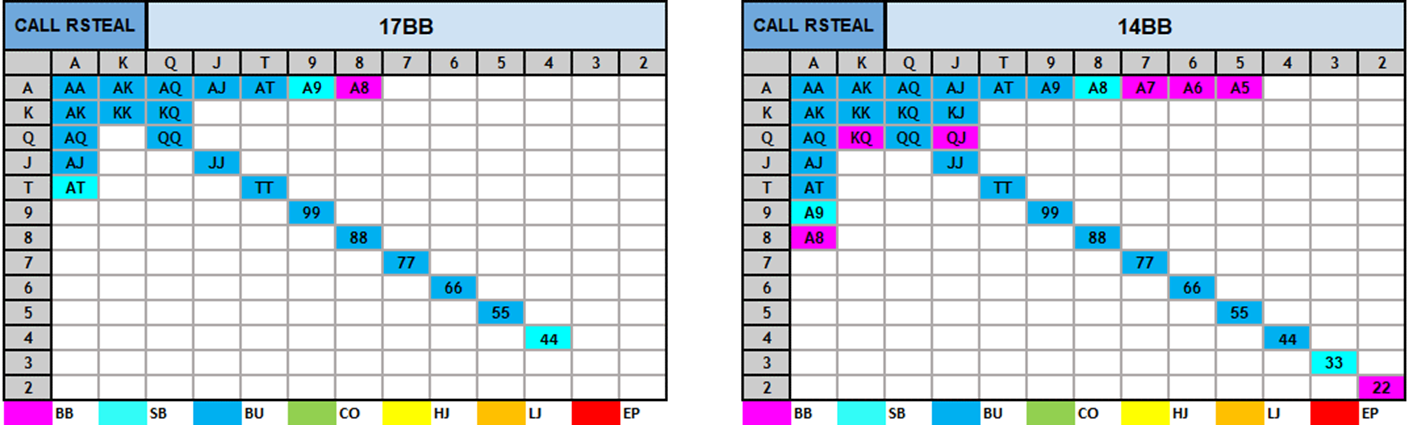 CALL RSTEAL 17BB
A K Q J T 9 8 7 6 5 4 3 2
A AA AK AQ AJ AT A9 A8
K AK KK KQ
Q AQ QQ
J AJ JJ
T AT TT
9 99
8 88
7 77
6 66
5 55
4 44
3
2
BB SB BU CO HJ LJ EP
CALL RSTEAL 14BB
A K Q J T 9 8 7 6 5 4 3 2
A AA AK AQ AJ AT A9 A8 A7 A6 A5
K AK KK KQ KJ
Q AQ KQ QQ QJ
J AJ JJ
T AT TT
9 A9 99
8 A8 88
7 77
6 66
5 55
4 44
3 33
2 22
BB SB BU CO HJ LJ EP